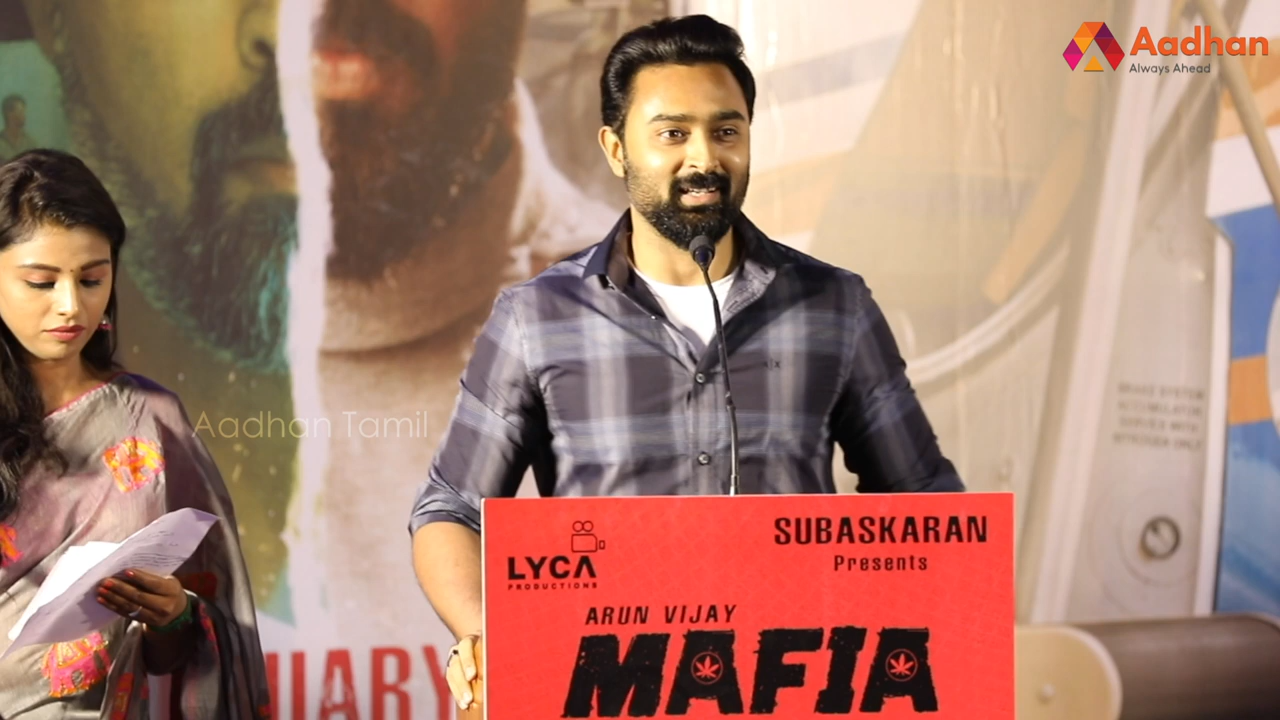 Aadhan
Always Ahead
Aadhan Tamil
SUBASKARAN
Presents
LYCA
PRODUCTIONS
ARUN VIJAY
MAFIA